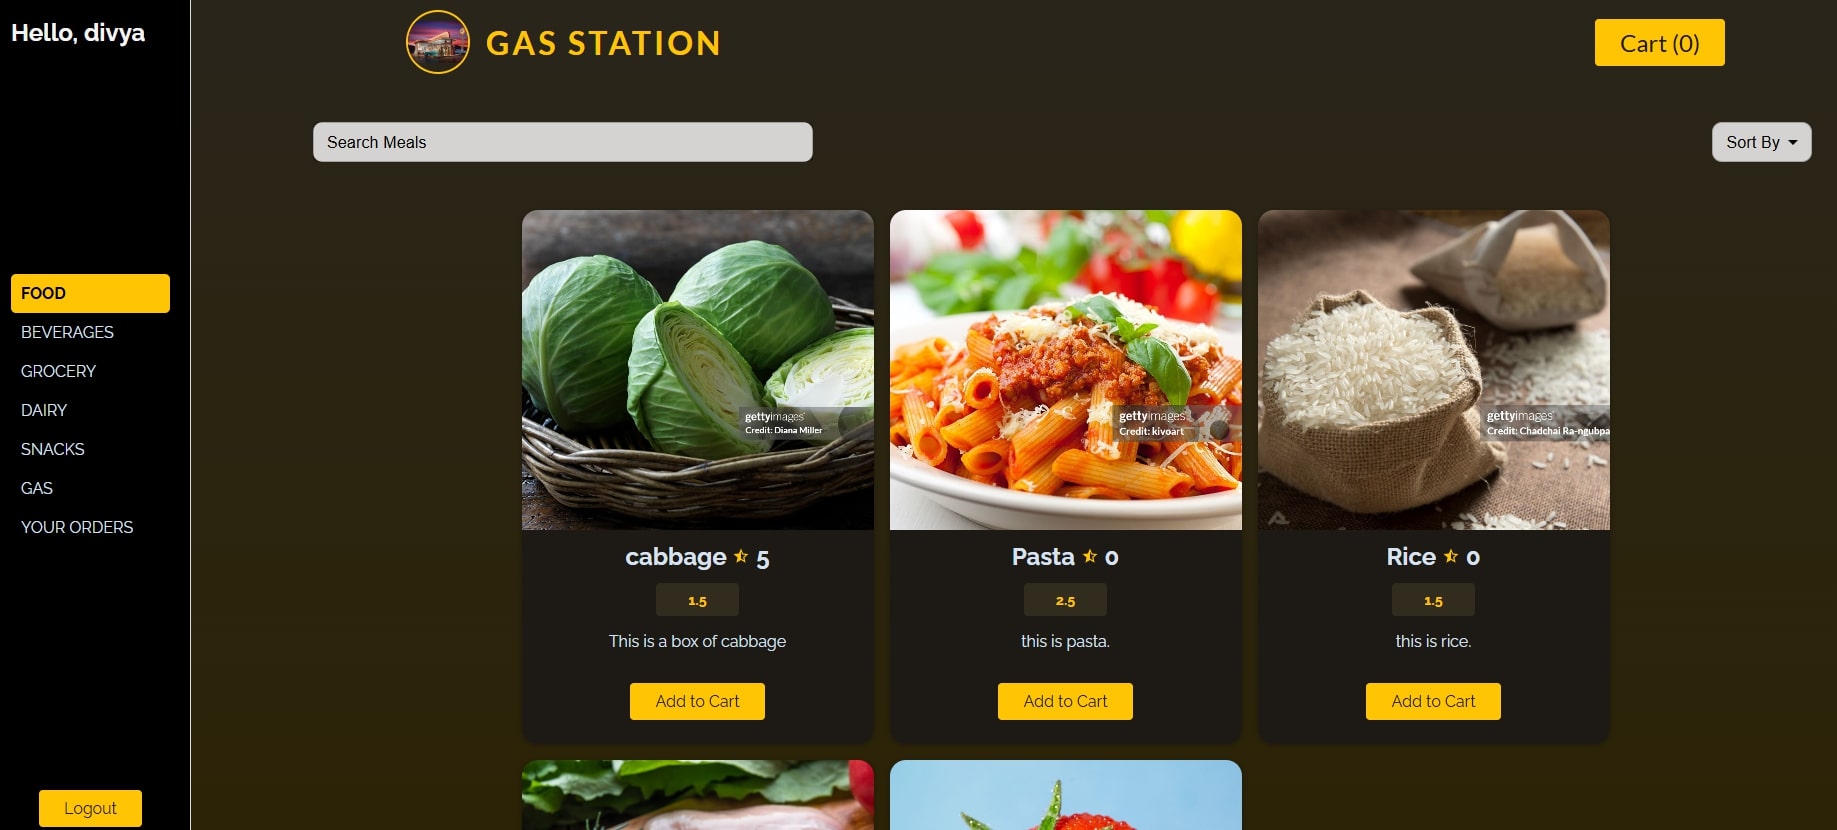 Hello, divya
GAS STATION
Cart (0)
Search Meals
Sort By
FOOD
BEVERAGES
GROCERY
DAIRY
SNACKS
GAS
YOUR ORDERS
Logout
gettyimages
Credit: Diana Miller
cabbage 5
1.5
This is a box of cabbage
Add to Cart
gettyimages
Credit: kivoart
Pasta 0
2.5
this is pasta.
Add to Cart
gettyimages
Credit: Chadchai Ra-ngubpa
Rice 0
1.5
this is rice.
Add to Cart